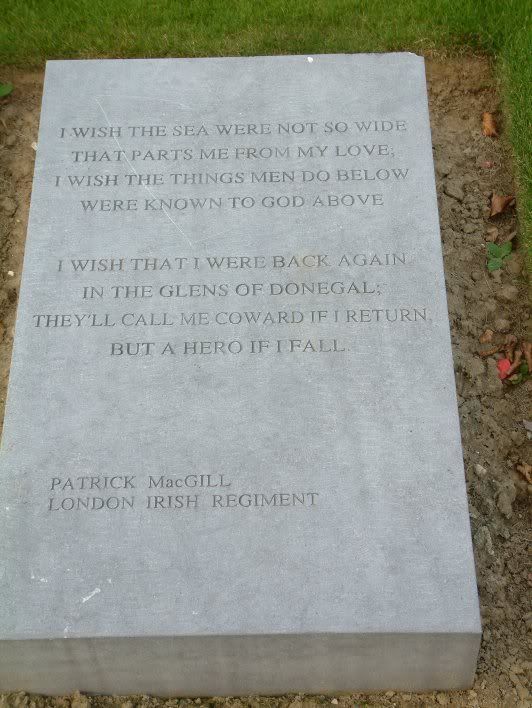 I WISH THE SEA WERE NOT SO WIDE
THAT PARTS ME FROM MY LOVE;
I WISH THE THINGS MEN DO BELOW
WERE KNOWN TO GOD ABOVE
I WISH THAT I WERE BACK AGAIN
IN THE GLENS OF DONEGAL;
THEY'LL CALL ME COWARD IF I RETURN,
BUT A HERO IF I FALL.
PATRICK MacGILL
LONDON IRISH REGIMENT